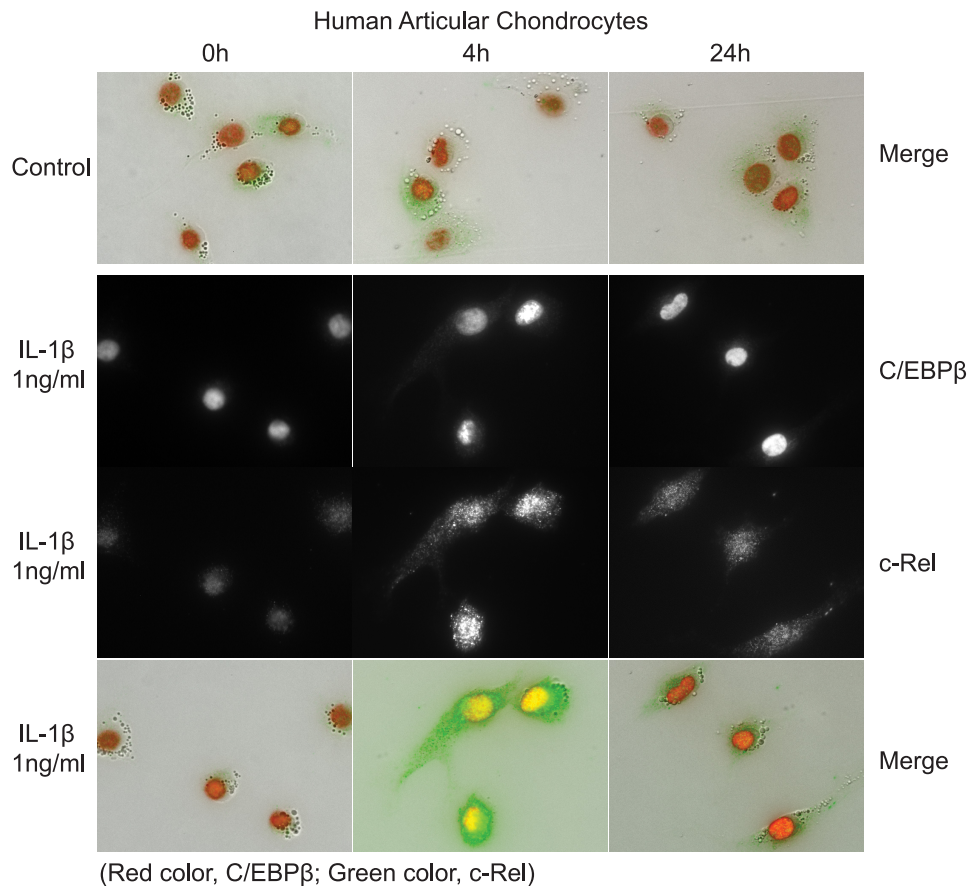 Human Articular Chondrocytes
0h 4h 24h
Control Merge
IL-1β
1ng/ml
C/EBPβ
IL-1β
1ng/ml
c-Rel
IL-1β
1ng/ml
Merge
(Red color, C/EBPβ; Green color, c-Rel)